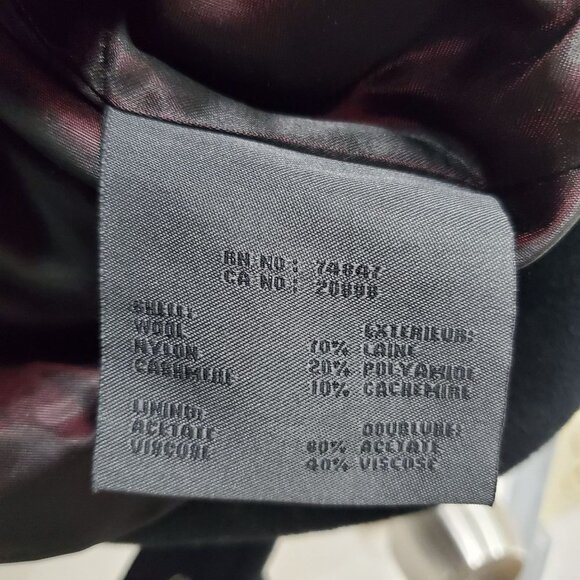 RN NO: 74847
CA NO: 20898
SHELL: EXTERIEUR:
WOOL 70% LAINE
NYLON 20% POLYAMIDE
CASHMERE 10% CACHEMIRE
LINING: DOUBLURE:
ACETATE 60% ACETATE
VISCOSE 40% VISCOSE